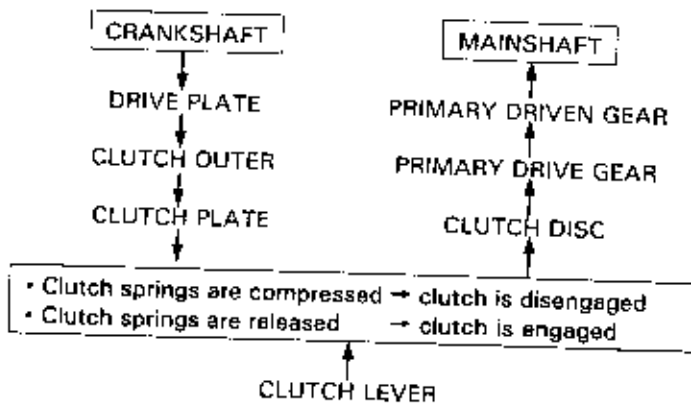 CRANKSHAFT
DRIVE PLATE
CLUTCH OUTER
CLUTCH PLATE
MAINSHAFT
PRIMARY DRIVEN GEAR
PRIMARY DRIVE GEAR
CLUTCH DISC
• Clutch springs are compressed → clutch is disengaged
• Clutch springs are released → clutch is engaged
CLUTCH LEVER